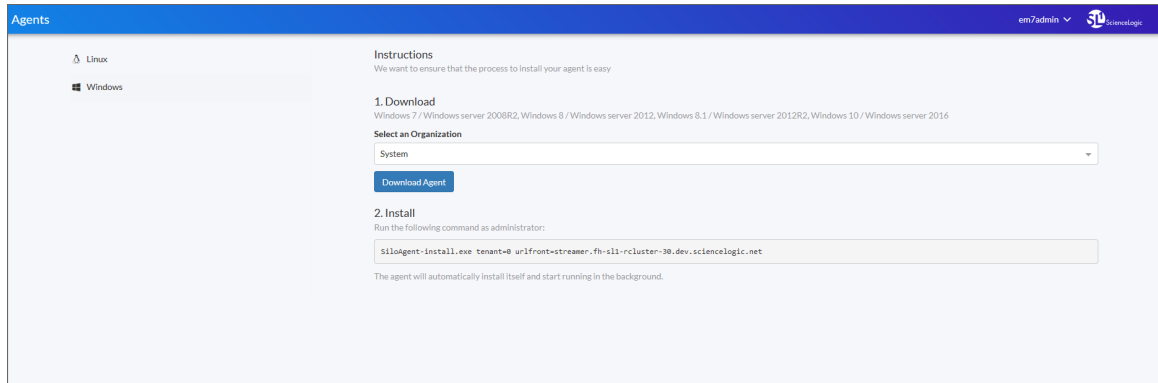 Agents
em7admin
ScienceLogic
Linux
Windows
Instructions
We want to ensure that the process to install your agent is easy
1. Download
Windows 7 / Windows server 2008R2, Windows 8 / Windows server 2012, Windows 8.1 / Windows server 2012R2, Windows 10 / Windows server 2016
Select an Organization
System
Download Agent
2. Install
Run the following command as administrator:
SiloAgent-install.exe tenant=0 urlfront=streamer.fh-sl1-rcluster-30.dev.sciencelogic.net
The agent will automatically install itself and start running in the background.